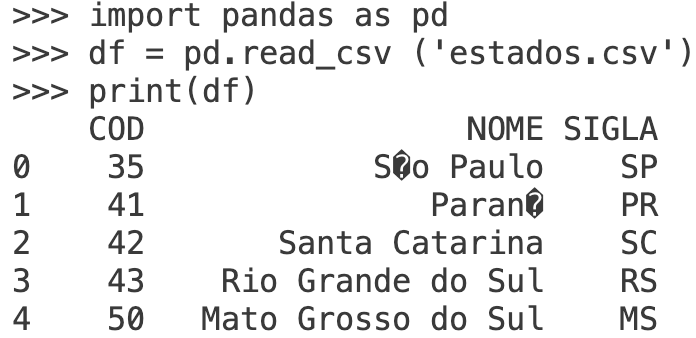 >>> import pandas as pd
>>> df = pd.read_csv ('estados.csv')
>>> print(df)
COD NOME SIGLA
0 35 S�o Paulo SP
1 41 Paran� PR
2 42 Santa Catarina SC
3 43 Rio Grande do Sul RS
4 50 Mato Grosso do Sul MS